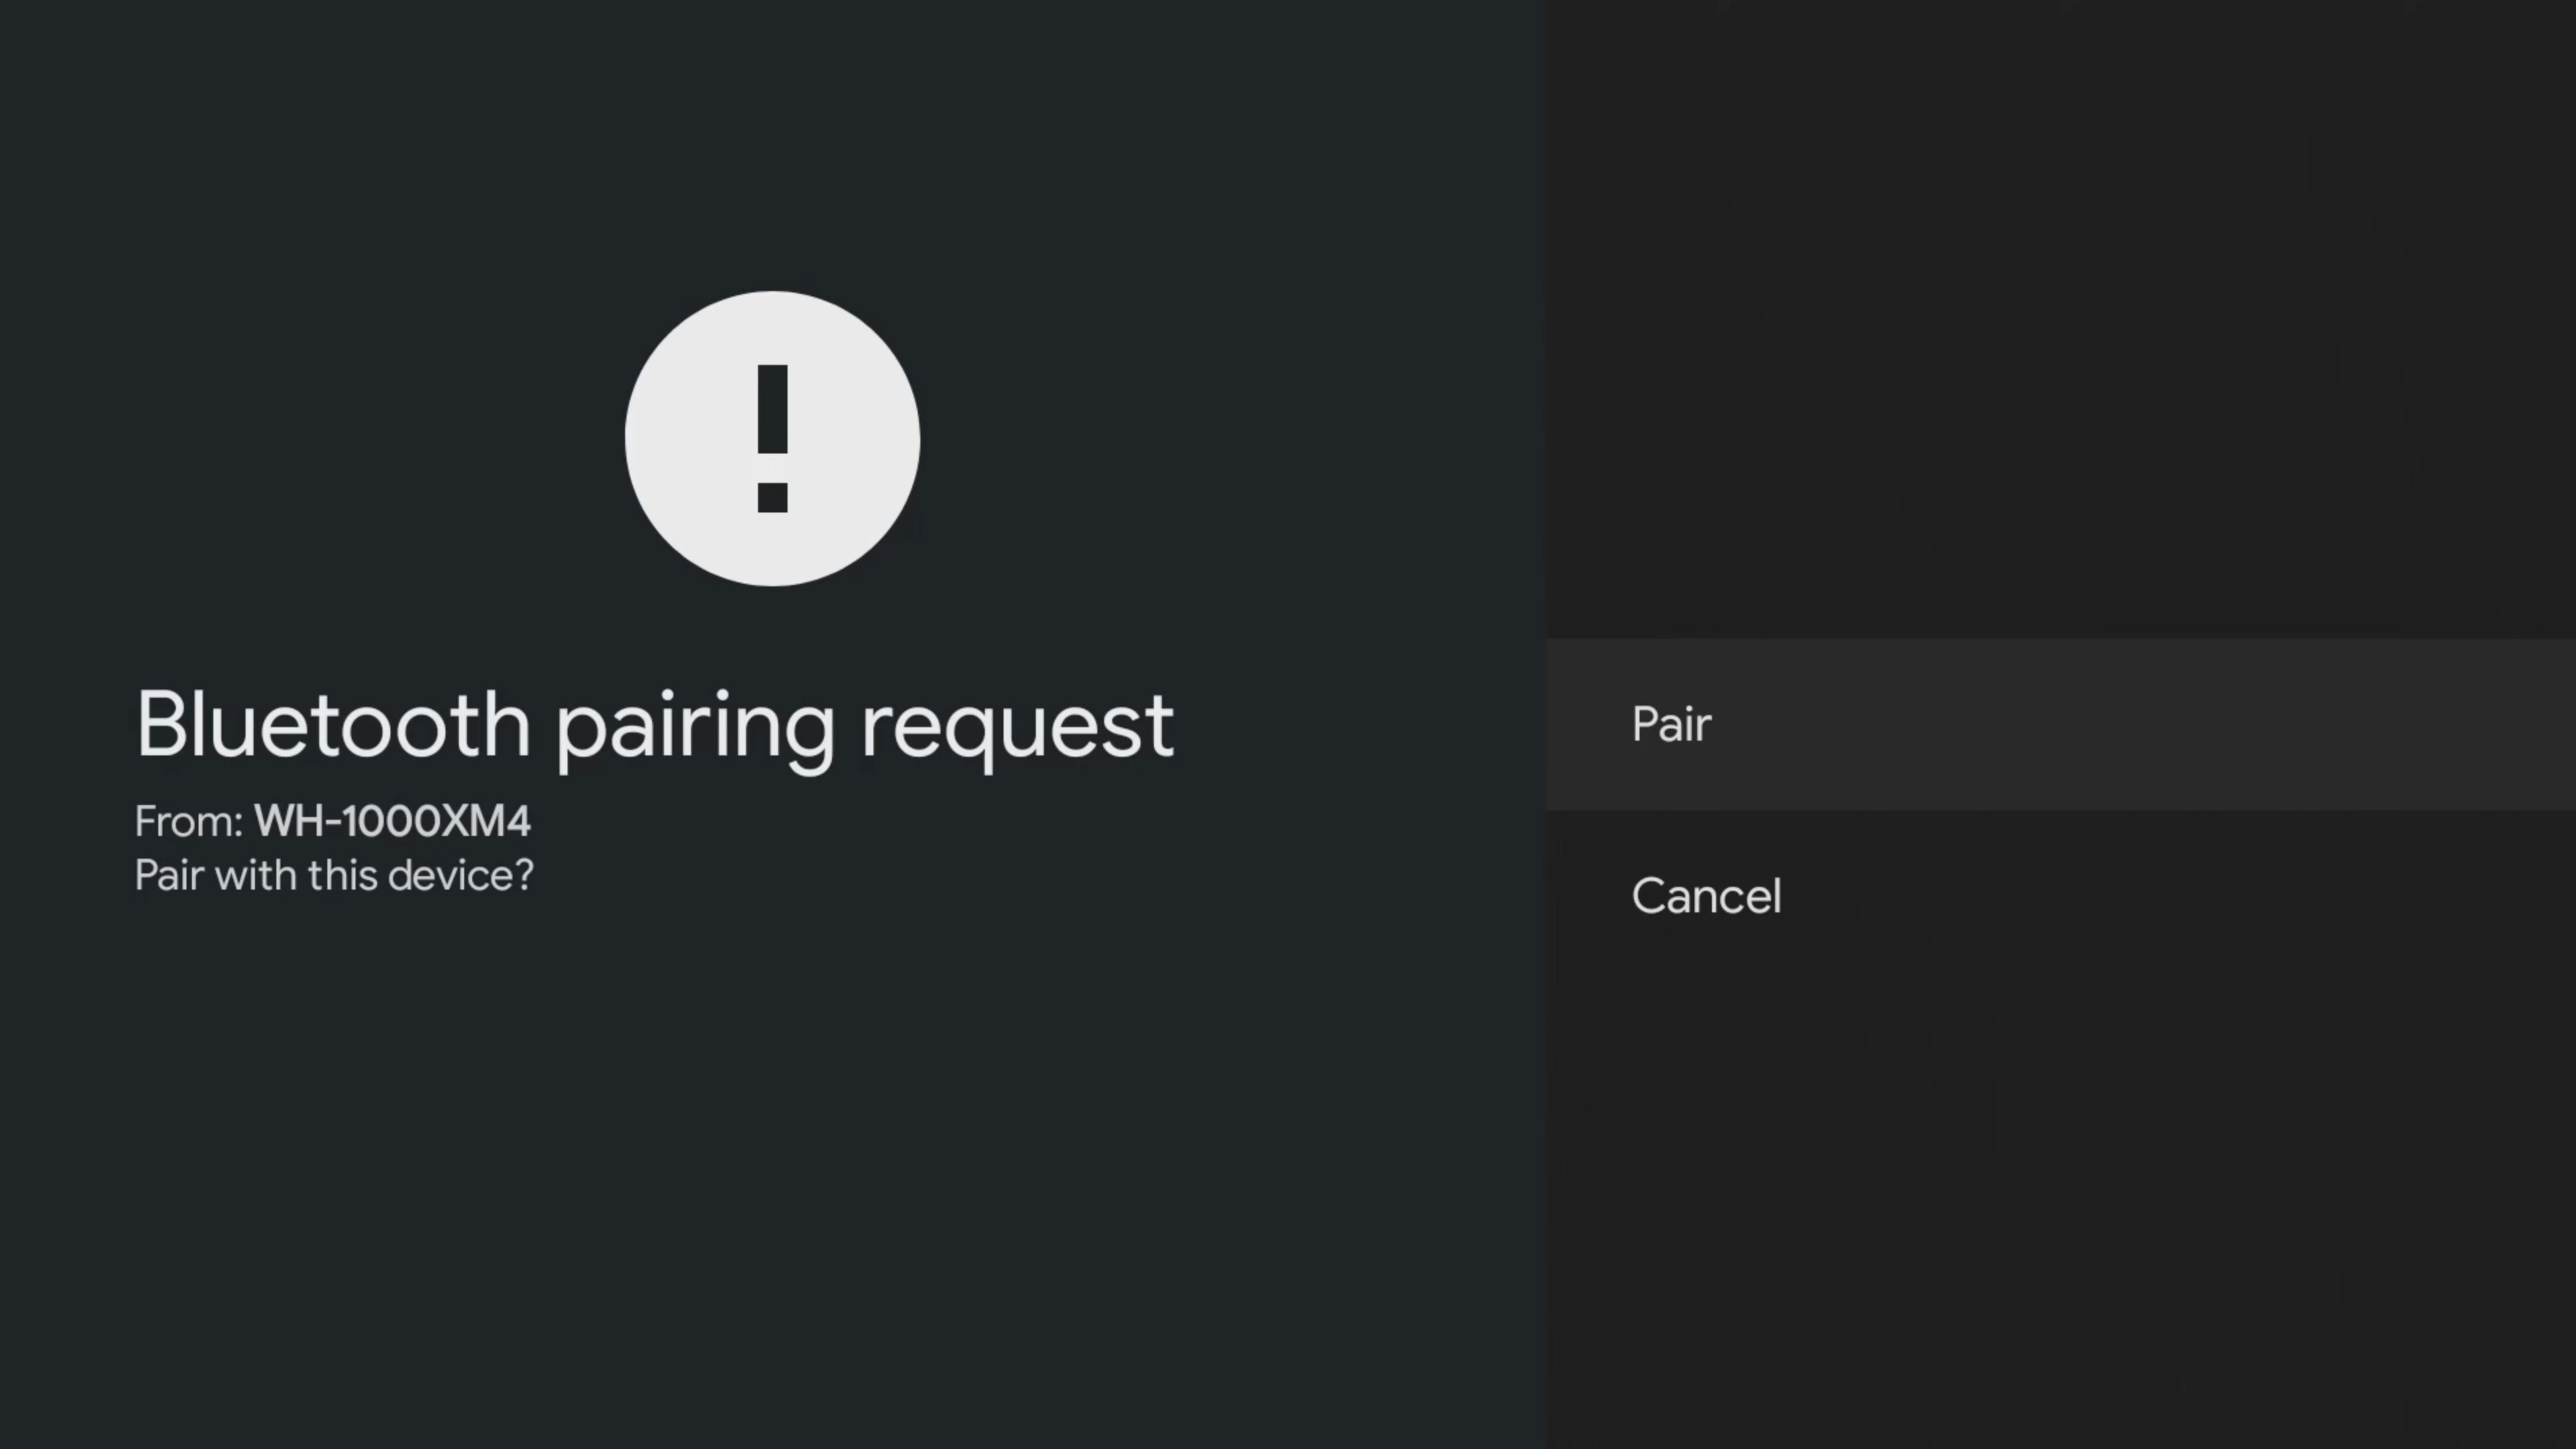 Bluetooth pairing request
From: WH-1000XM4
Pair with this device?
Pair
Cancel